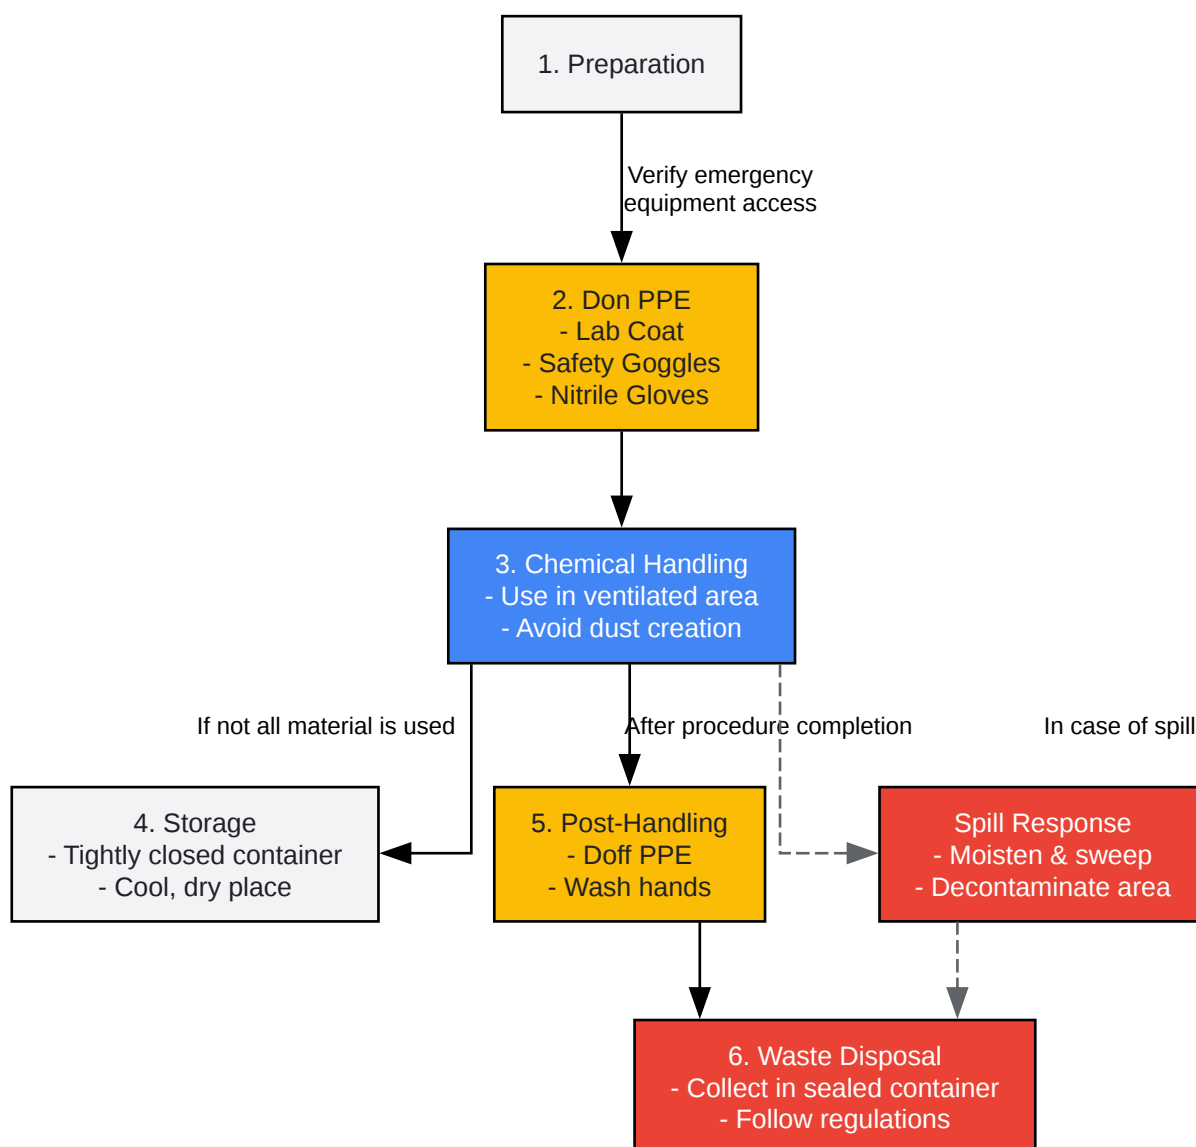 1. Preparation
Verify emergency
equipment access
2. Don PPE
- Lab Coat
- Safety Goggles
- Nitrile Gloves
3. Chemical Handling
- Use in ventilated area
- Avoid dust creation
If not all material is used
After procedure completion
In case of spill
4. Storage
- Tightly closed container
- Cool, dry place
5. Post-Handling
- Doff PPE
- Wash hands
Spill Response
- Moisten & sweep
- Decontaminate area
6. Waste Disposal
- Collect in sealed container
- Follow regulations